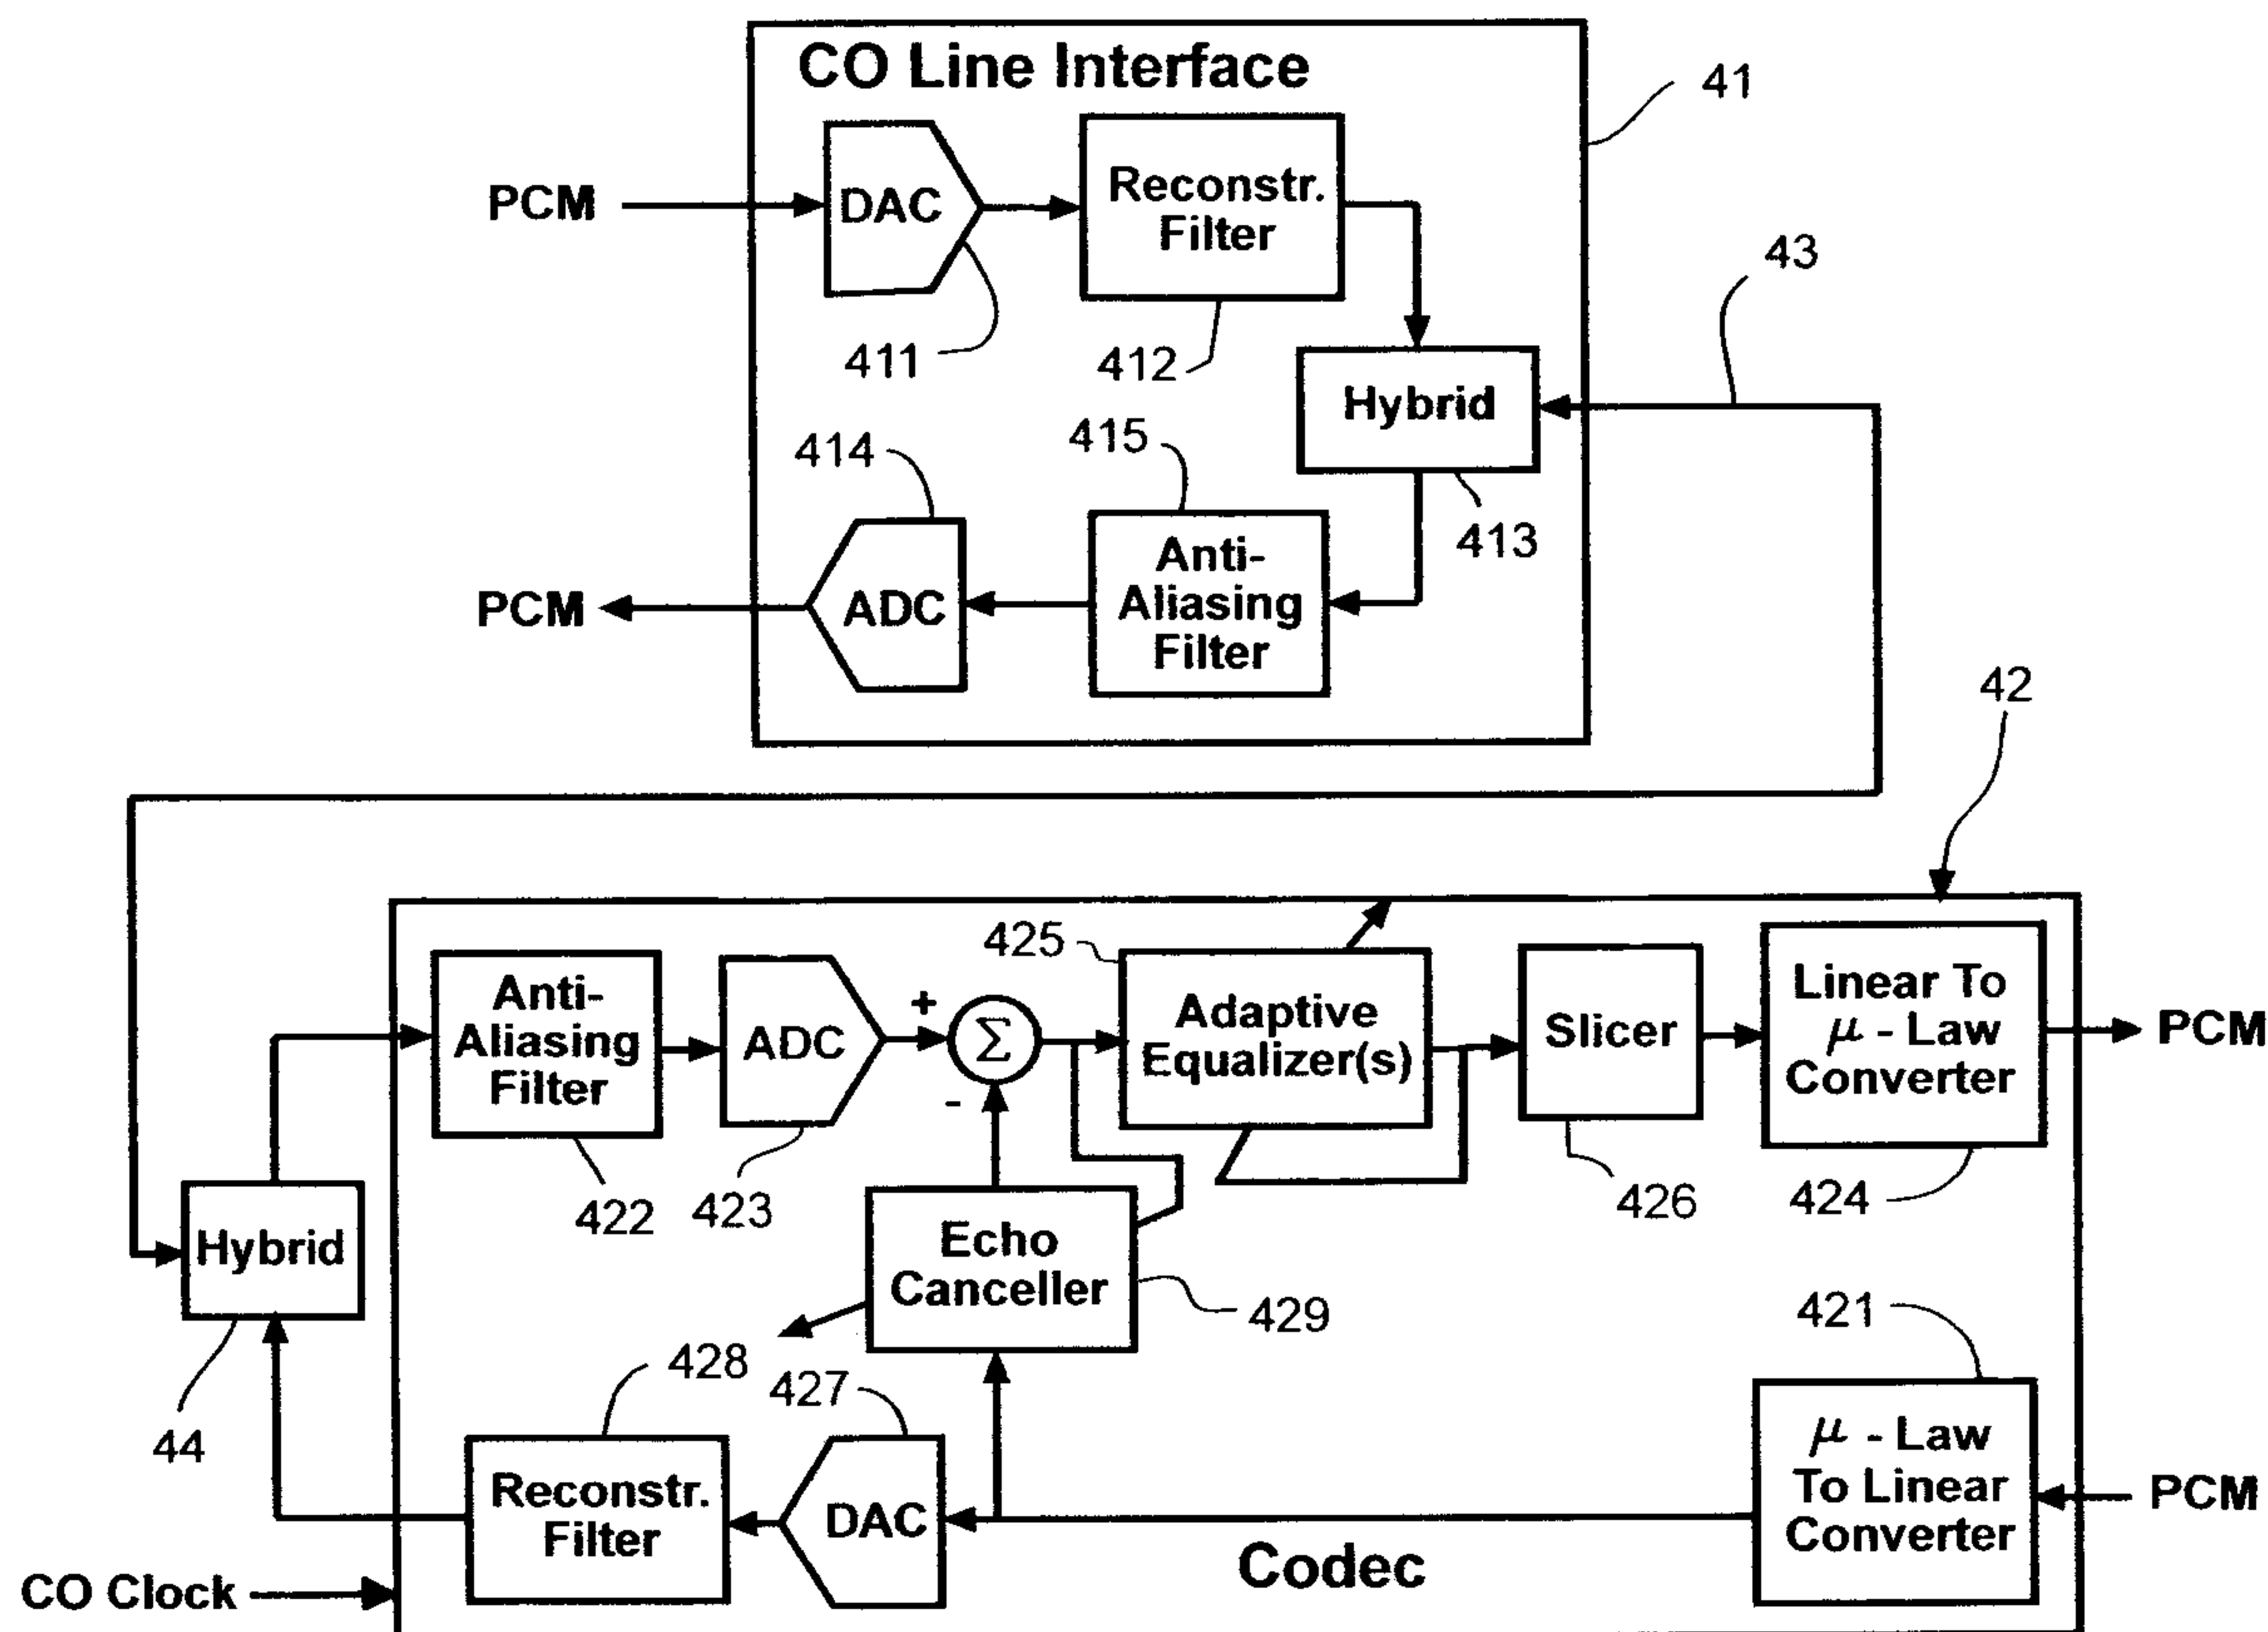 CO Line Interface
41
PCM
DAC
Reconstr.
Filter
43
411
412
Hybrid
414
415
413
PCM
ADC
Anti-
Aliasing
Filter
42
425
Anti-
Aliasing
Filter
ADC
+
Σ
-
Adaptive
Equalizer(s)
Slicer
Linear To
μ - Law
Converter
PCM
422
423
426
424
Hybrid
Echo
Canceller
429
421
44
428
427
Reconstr.
Filter
DAC
μ - Law
To Linear
Converter
PCM
Codec
CO Clock